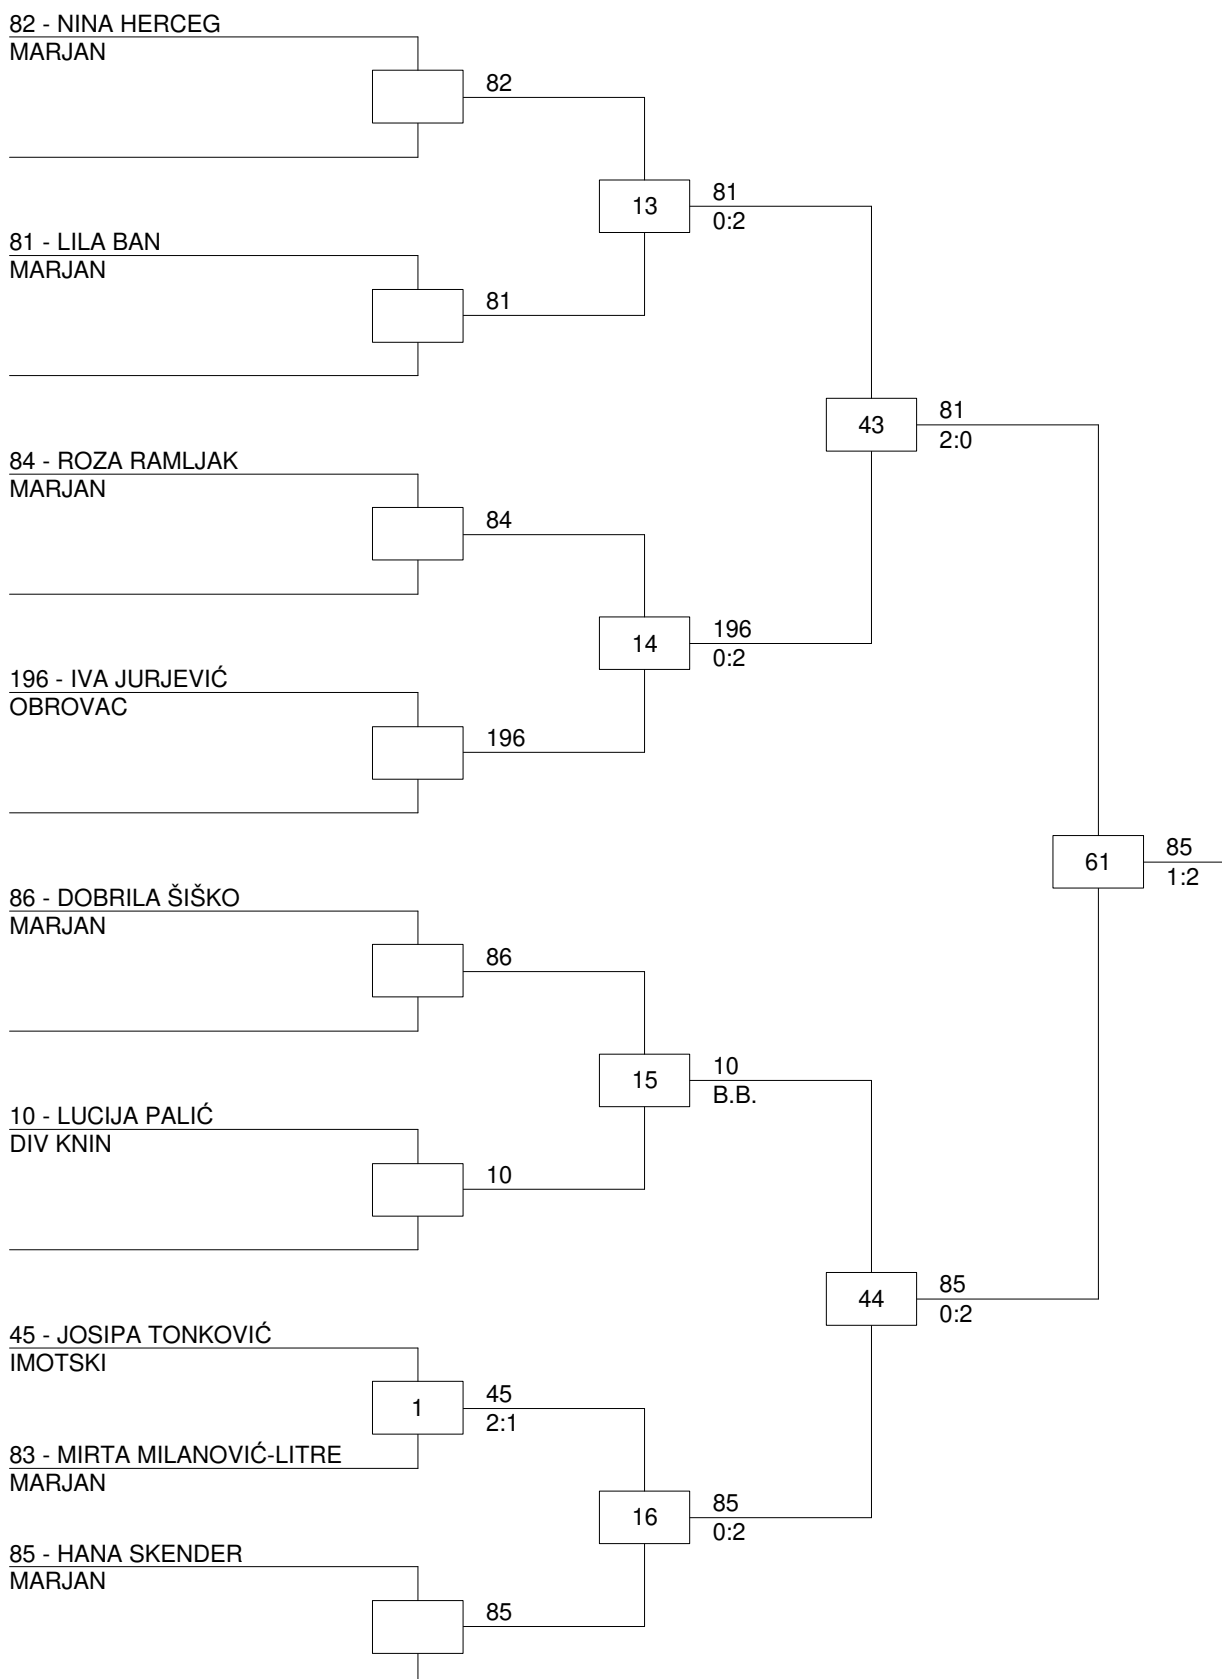 82 - NINA HERCEG
MARJAN
82
13
81
0:2
81 - LILA BAN
MARJAN
81
43
81
2:0
84 - ROZA RAMLJAK
MARJAN
84
14
196
0:2
196 - IVA JURJEVIĆ
OBROVAC
196
61
85
1:2
86 - DOBRILA ŠIŠKO
MARJAN
86
15
10
B.B.
10 - LUCIJA PALIĆ
DIV KNIN
10
44
85
0:2
45 - JOSIPA TONKOVIĆ
IMOTSKI
1
45
2:1
83 - MIRTA MILANOVIĆ-LITRE
MARJAN
16
85
0:2
85 - HANA SKENDER
MARJAN
85